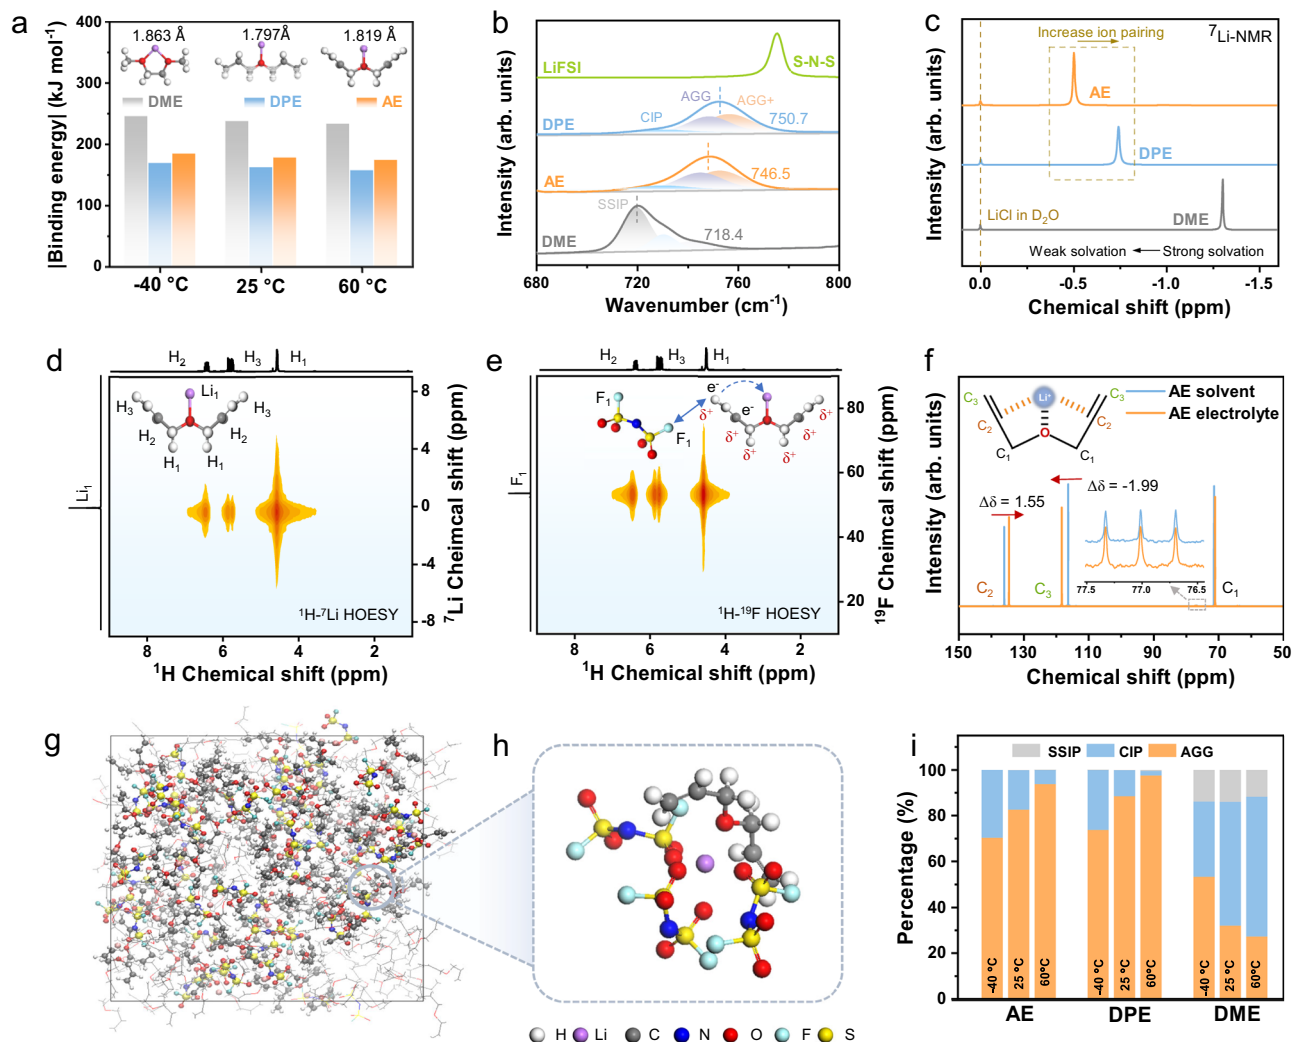 a
|Binding energy| (kJ mol⁻¹)
400
300
200
100
0
1.863 Å
1.797Å
1.819 Å
DME
DPE
AE
-40 °C
25 °C
60 °C
b
Intensity (arb. units)
LiFSI
S-N-S
AGG
AGG+
CIP
DPE
750.7
AE
746.5
SSIP
DME
718.4
680
720
760
800
Wavenumber (cm⁻¹)
c
Intensity (arb. units)
Increase ion pairing
⁷Li-NMR
AE
DPE
LiCl in D₂O
DME
Weak solvation
Strong solvation
0.0
-0.5
-1.0
-1.5
Chemical shift (ppm)
d
H₂
H₃
H₁
Li₁
H₃
H₃
H₂
H₂
H₁
H₁
Li₁
8
4
0
-4
-8
⁷Li Cheimcal shift (ppm)
¹H-⁷Li HOESY
8
6
4
2
¹H Chemical shift (ppm)
e
H₂
H₃
H₁
F₁
F₁
e⁻
e⁻
δ⁺
δ⁺
δ⁺
δ⁺
δ⁺
δ⁺
F₁
80
60
40
20
¹⁹F Cheimcal shift (ppm)
¹H-¹⁹F HOESY
8
6
4
2
¹H Chemical shift (ppm)
f
Intensity (arb. units)
AE solvent
AE electrolyte
Li⁺
C₃
C₃
C₂
C₂
O
C₁
C₁
Δδ = 1.55
Δδ = -1.99
C₂
C₃
C₁
77.5
77.0
76.5
150
130
110
90
70
50
Chemical shift (ppm)
g
h
H
Li
C
N
O
F
S
i
SSIP
CIP
AGG
Percentage (%)
100
80
60
40
20
0
-40 °C
25 °C
60°C
-40 °C
25 °C
60°C
-40 °C
25 °C
60°C
AE
DPE
DME